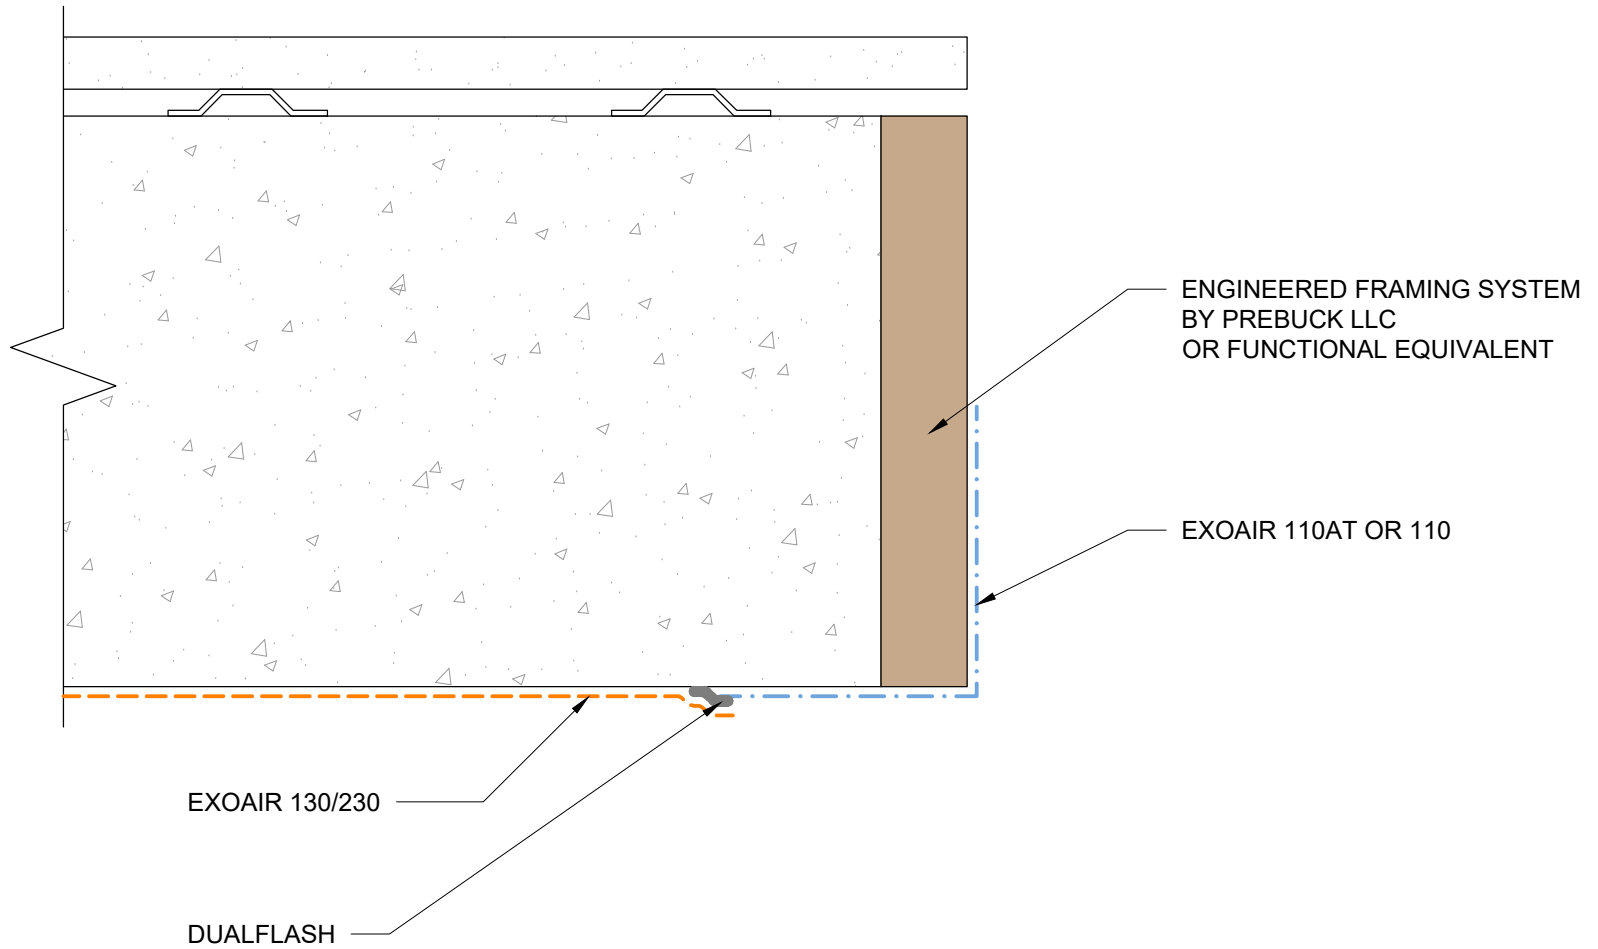 ENGINEERED FRAMING SYSTEM
BY PREBUCK LLC
OR FUNCTIONAL EQUIVALENT
EXOAIR 110AT OR 110
EXOAIR 130/230
DUALFLASH